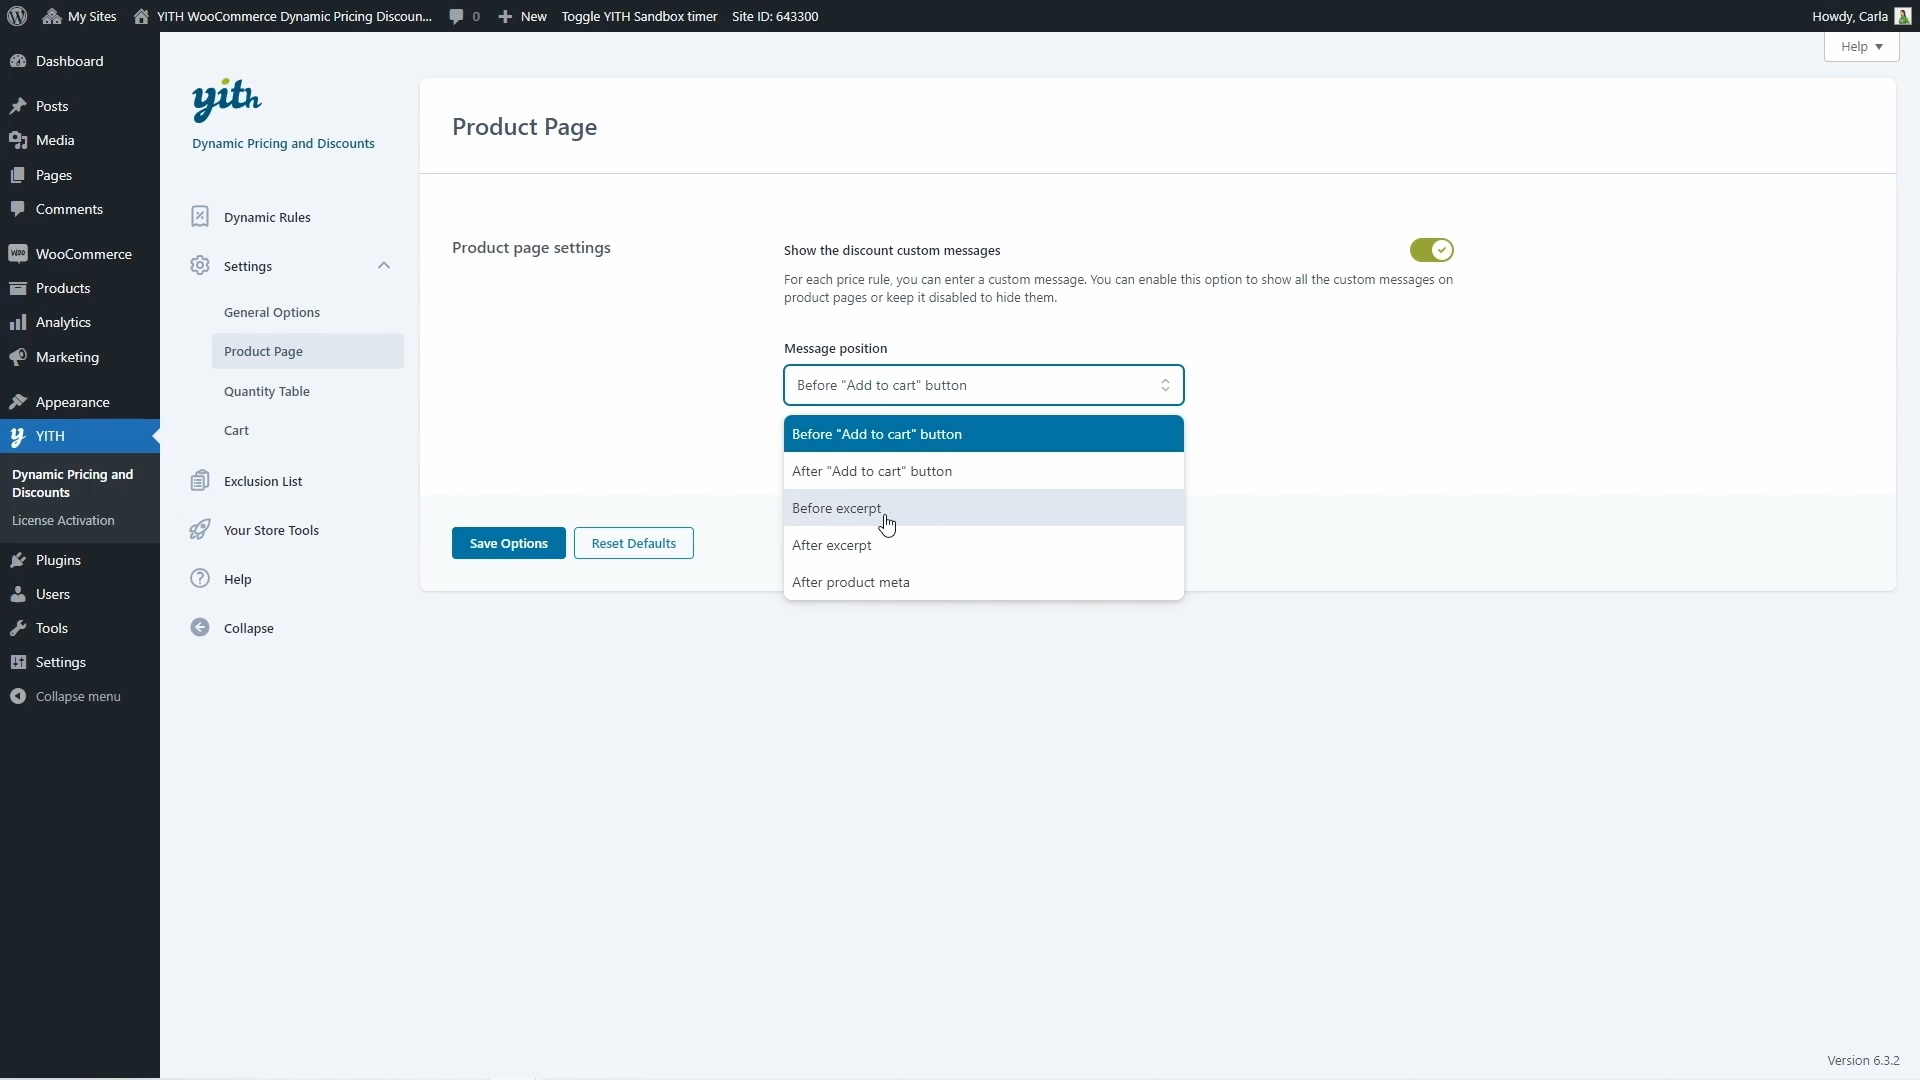 My Sites
YITH WooCommerce Dynamic Pricing Discoun...
0
New
Toggle YITH Sandbox timer
Site ID: 643300
Howdy, Carla
Help
Dashboard
Posts
Media
Pages
Comments
WooCommerce
Products
Analytics
Marketing
Appearance
YITH
Dynamic Pricing and
Discounts
License Activation
Plugins
Users
Tools
Settings
Collapse menu
yith
Dynamic Pricing and Discounts
Dynamic Rules
Settings
General Options
Product Page
Quantity Table
Cart
Exclusion List
Your Store Tools
Help
Collapse
Product Page
Product page settings
Show the discount custom messages
For each price rule, you can enter a custom message. You can enable this option to show all the custom messages on
product pages or keep it disabled to hide them.
Message position
Before "Add to cart" button
Before "Add to cart" button
After "Add to cart" button
Before excerpt
After excerpt
After product meta
Save Options
Reset Defaults
Version 6.3.2